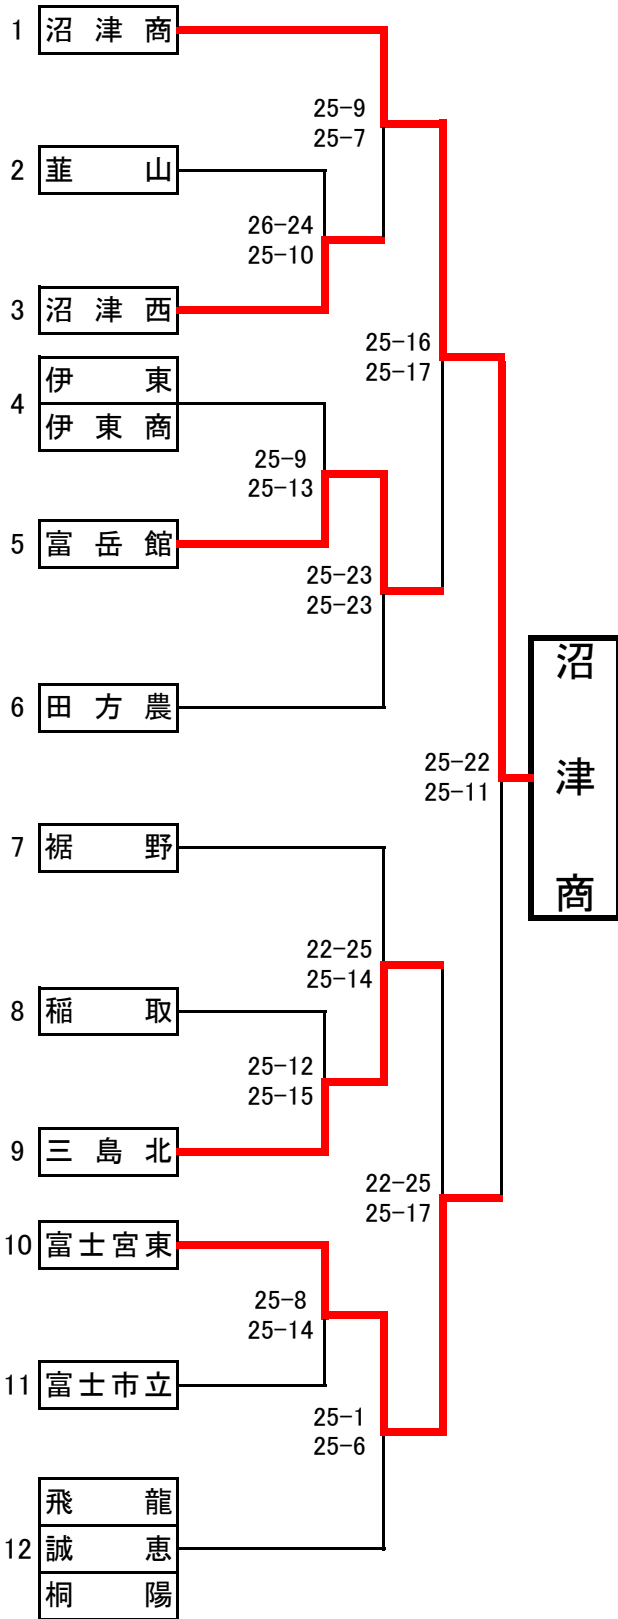 1 沼津商
25-9
25-7
2 韮山
26-24
25-10
3 沼津西
25-16
25-17
4 伊東
伊東商
25-9
25-13
5 富岳館
25-23
25-23
6 田方農
沼津商
25-22
25-11
7 裾野
22-25
25-14
8 稲取
25-12
25-15
9 三島北
22-25
25-17
10 富士宮東
25-8
25-14
11 富士市立
25-1
25-6
飛龍
12 誠恵
桐陽